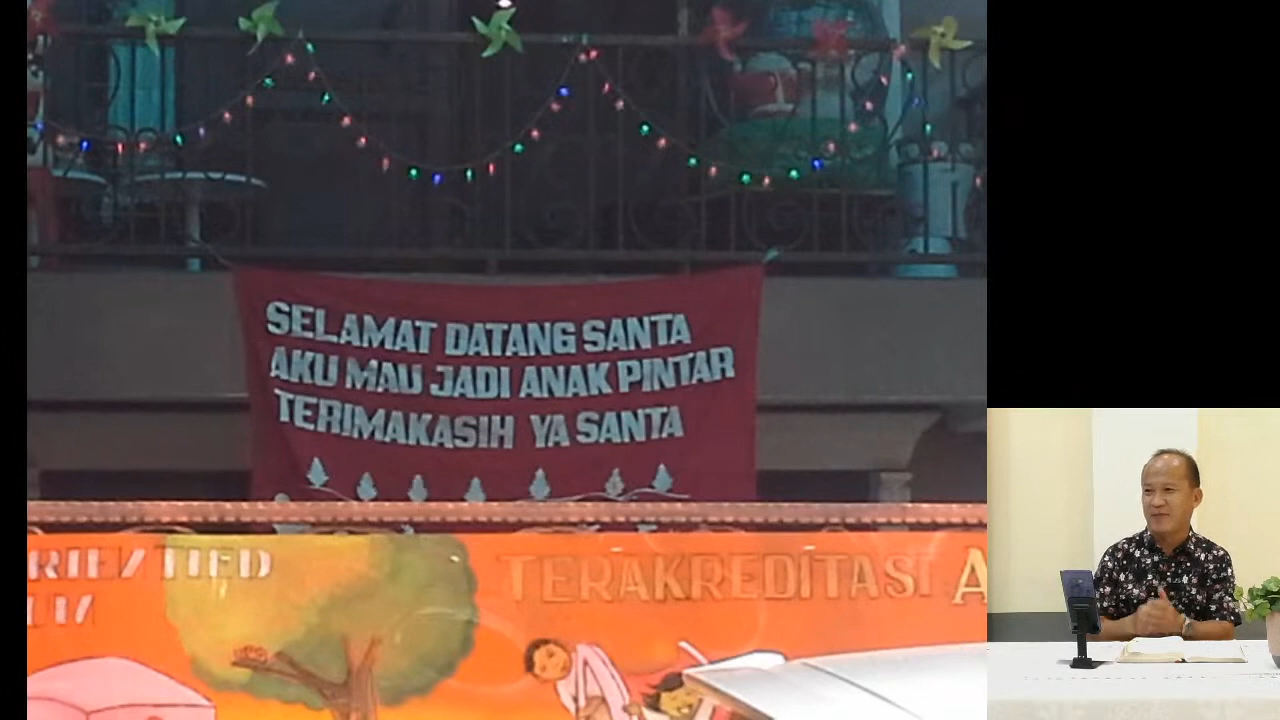 SELAMAT DATANG SANTA
AKU MAU JADI ANAK PINTAR
TERIMAKASIH YA SANTA
TERAKREDITASI A